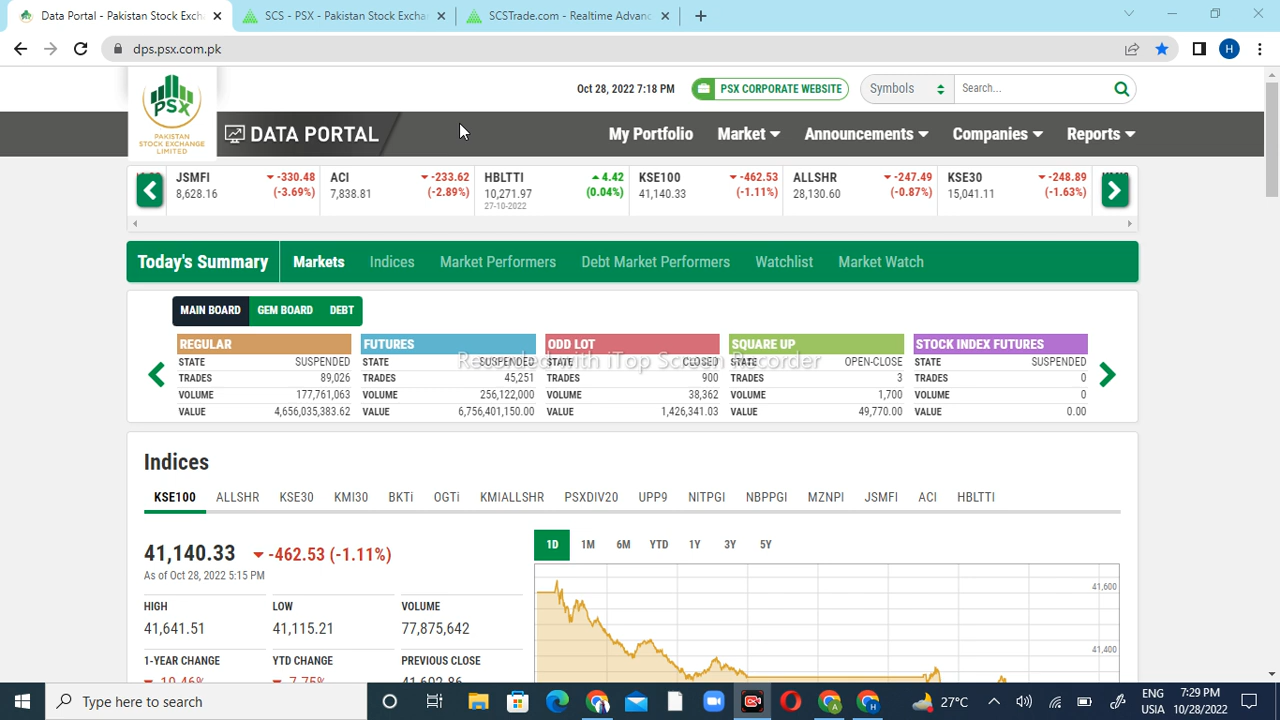 Data Portal - Pakistan Stock Exch
SCS - PSX - Pakistan Stock Excha
SCSTrade.com - Realtime Advanc
dps.psx.com.pk
H
Oct 28, 2022 7:18 PM
PSX CORPORATE WEBSITE
Symbols
Search...
PSX
PAKISTAN
STOCK EXCHANGE
LIMITED
DATA PORTAL
My Portfolio
Market
Announcements
Companies
Reports
JSMFI -330.48
8,628.16 (-3.69%)
ACI -233.62
7,838.81 (-2.89%)
HBLTTI 4.42
10,271.97 (0.04%)
27-10-2022
KSE100 -462.53
41,140.33 (-1.11%)
ALLSHR -247.49
28,130.60 (-0.87%)
KSE30 -248.89
15,041.11 (-1.63%)
Today's Summary
Markets
Indices
Market Performers
Debt Market Performers
Watchlist
Market Watch
MAIN BOARD
GEM BOARD
DEBT
REGULAR
STATE SUSPENDED
TRADES 89,026
VOLUME 177,761,063
VALUE 4,656,035,383.62
FUTURES
STATE SUSPENDED
TRADES 45,251
VOLUME 256,122,000
VALUE 6,756,401,150.00
ODD LOT
STATE CLOSED
TRADES 900
VOLUME 38,362
VALUE 1,426,341.03
SQUARE UP
STATE OPEN-CLOSE
TRADES 3
VOLUME 1,700
VALUE 49,770.00
STOCK INDEX FUTURES
STATE SUSPENDED
TRADES 0
VOLUME 0
VALUE 0.00
Recorded with iTop Screen Recorder
Indices
KSE100
ALLSHR
KSE30
KMI30
BKTi
OGTi
KMIALLSHR
PSXDIV20
UPP9
NITPGI
NBPPGI
MZNPI
JSMFI
ACI
HBLTTI
41,140.33 -462.53 (-1.11%)
As of Oct 28, 2022 5:15 PM
HIGH
41,641.51
LOW
41,115.21
VOLUME
77,875,642
1-YEAR CHANGE
YTD CHANGE
PREVIOUS CLOSE
1D
1M
6M
YTD
1Y
3Y
5Y
41,600
41,400
Type here to search
27°C
ENG
USIA
7:29 PM
10/28/2022